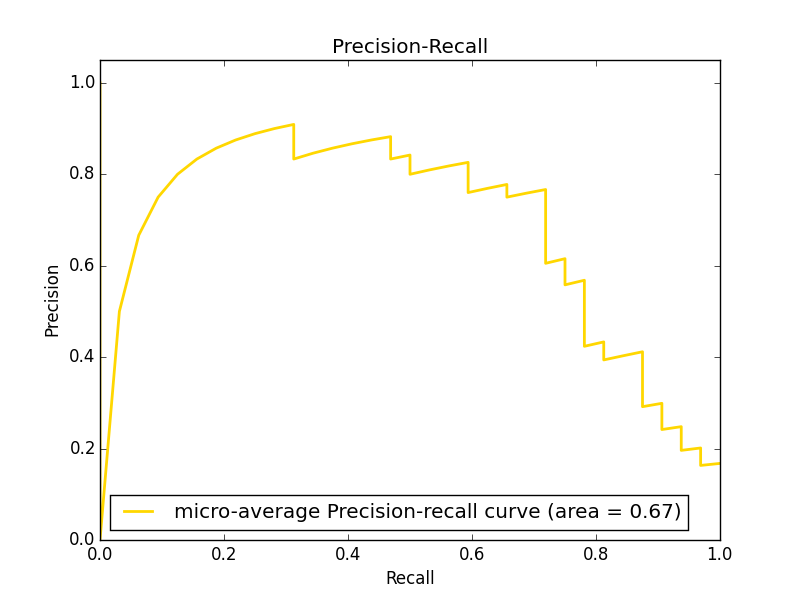 Precision-Recall
1.0
0.8
0.6
0.4
0.2
0.0
Precision
micro-average Precision-recall curve (area = 0.67)
0.0 0.2 0.4 0.6 0.8 1.0
Recall